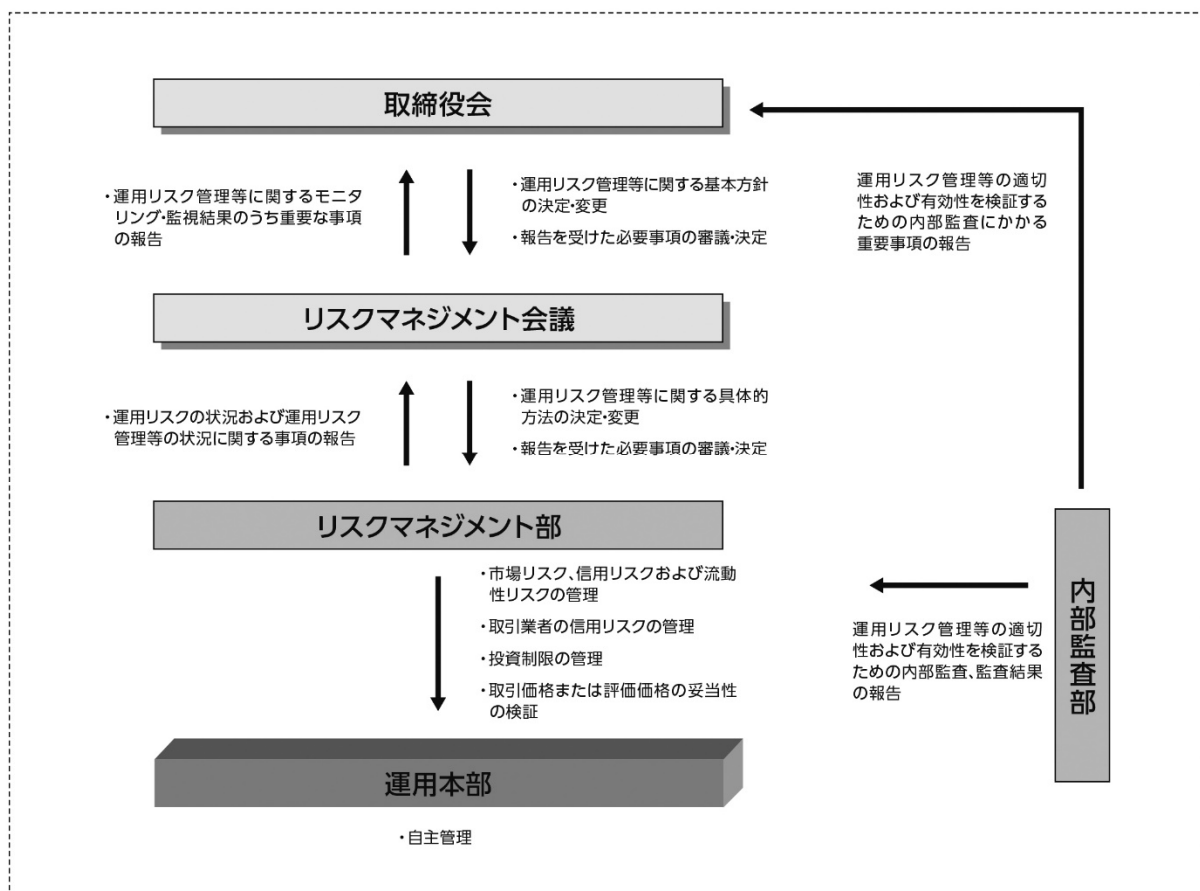 取締役会
・運用リスク管理等に関するモニタ
リング・監視結果のうち重要な事項
の報告
・運用リスク管理等に関する基本方針
の決定・変更
・報告を受けた必要事項の審議・決定
運用リスク管理等の適切
性および有効性を検証する
ための内部監査にかかる
重要事項の報告
リスクマネジメント会議
・運用リスクの状況および運用リスク
管理等の状況に関する事項の報告
・運用リスク管理等に関する具体的
方法の決定・変更
・報告を受けた必要事項の審議・決定
リスクマネジメント部
・市場リスク、信用リスクおよび流動
性リスクの管理
・取引業者の信用リスクの管理
・投資制限の管理
・取引価格または評価価格の妥当性
の検証
運用リスク管理等の適切
性および有効性を検証する
ための内部監査、監査結果
の報告
内部監査部
運用本部
・自主管理